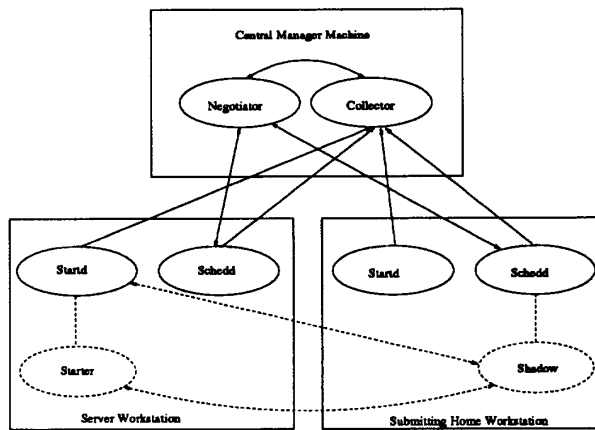 Central Manager Machine
Negotiator
Collector
Startd
Schedd
Startd
Schedd
Starter
Shadow
Server Workstation
Submitting Home Workstation